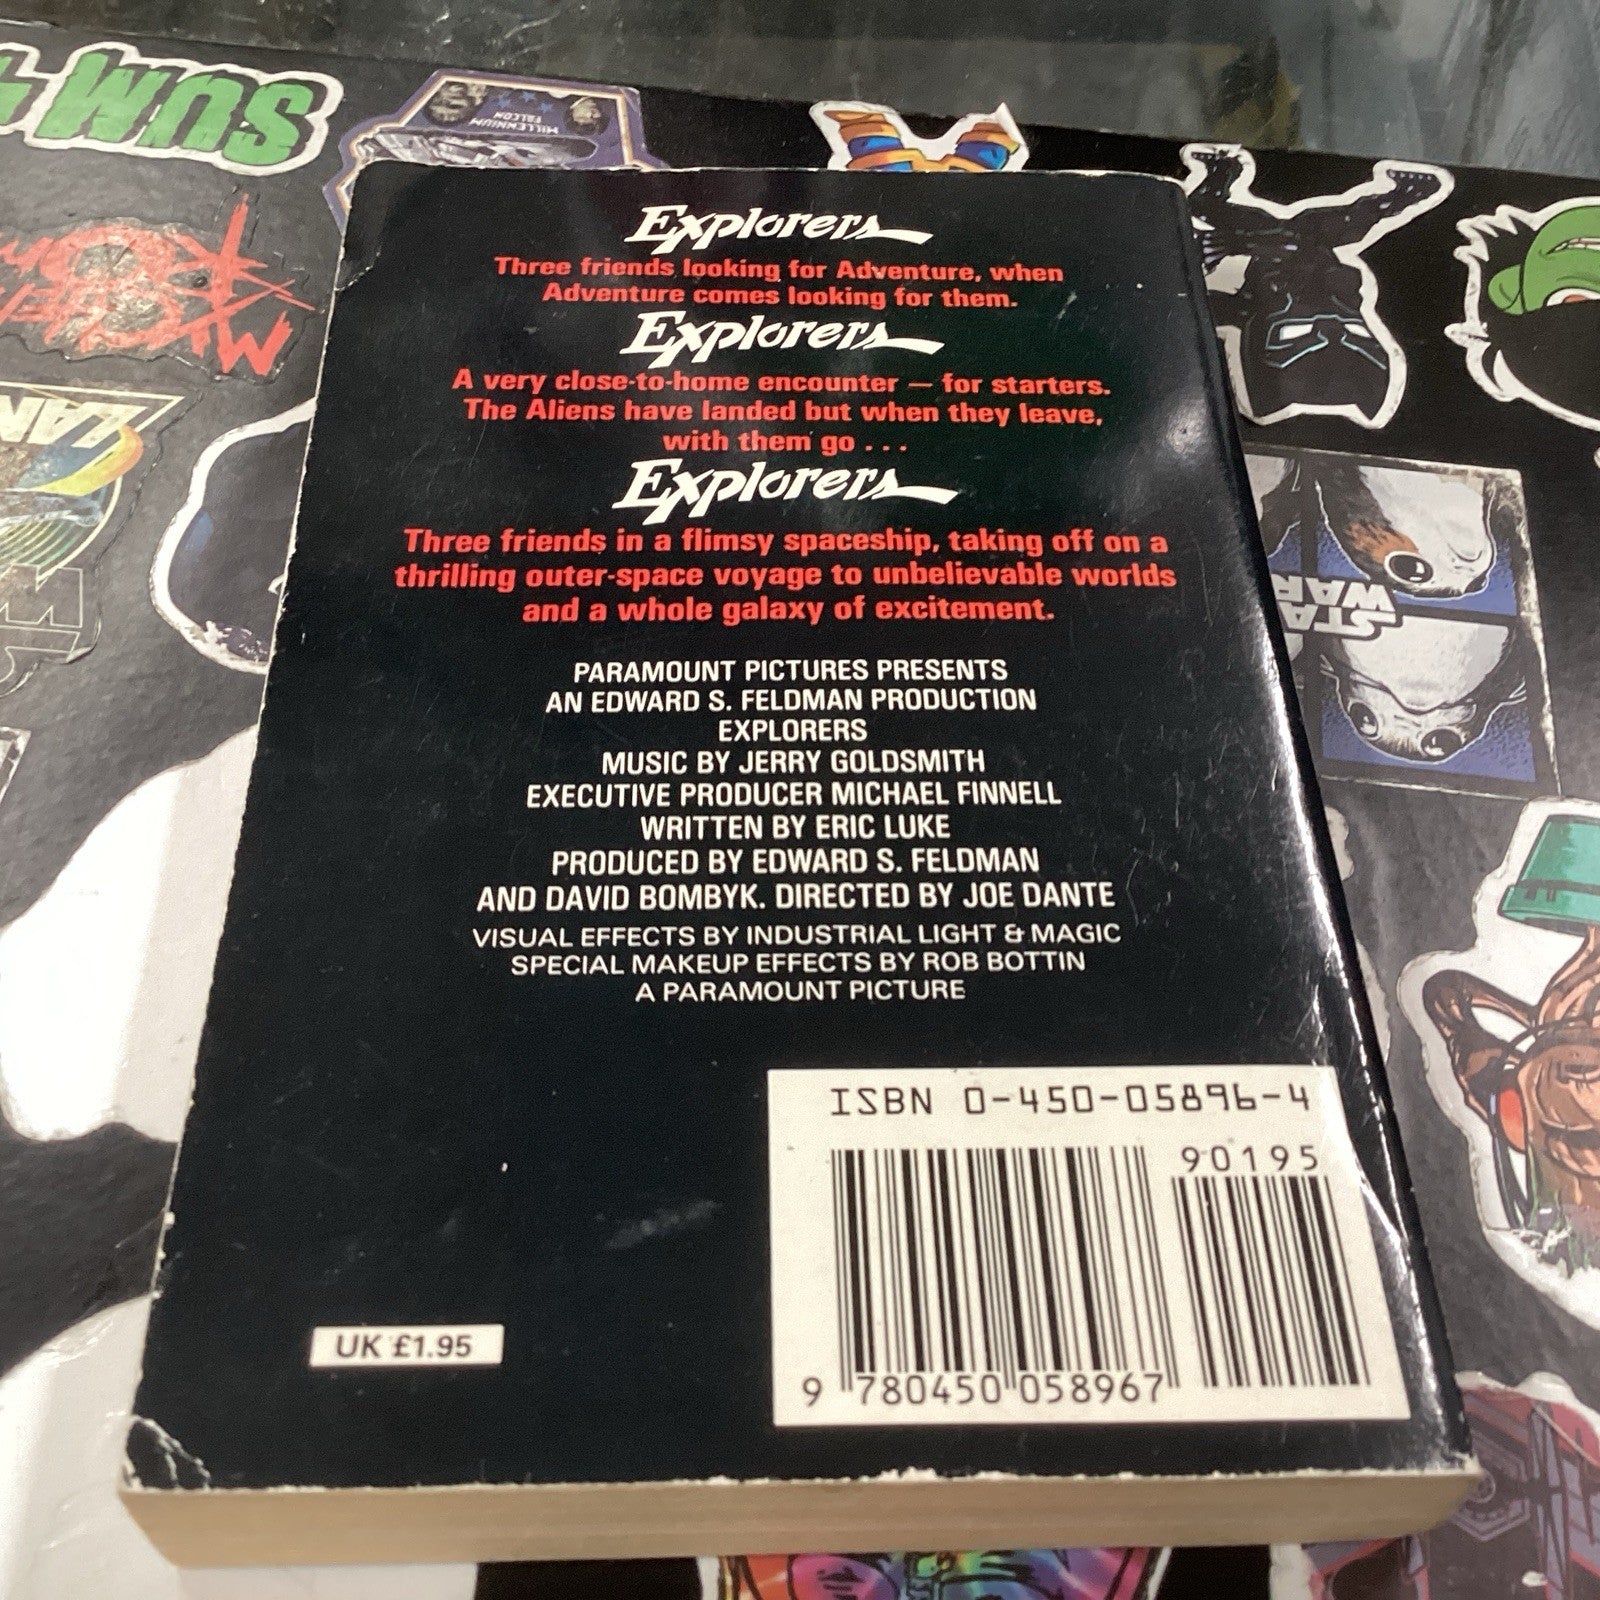 SUM 4
MILLENNIUM
FALCON
Explorers
Three friends looking for Adventure, when
Adventure comes looking for them.
Explorers
A very close-to-home encounter — for starters.
The Aliens have landed but when they leave,
with them go . . .
Explorers
Three friends in a flimsy spaceship, taking off on a
thrilling outer-space voyage to unbelievable worlds
and a whole galaxy of excitement.
PARAMOUNT PICTURES PRESENTS
AN EDWARD S. FELDMAN PRODUCTION
EXPLORERS
MUSIC BY JERRY GOLDSMITH
EXECUTIVE PRODUCER MICHAEL FINNELL
WRITTEN BY ERIC LUKE
PRODUCED BY EDWARD S. FELDMAN
AND DAVID BOMBYK. DIRECTED BY JOE DANTE
VISUAL EFFECTS BY INDUSTRIAL LIGHT & MAGIC
SPECIAL MAKEUP EFFECTS BY ROB BOTTIN
A PARAMOUNT PICTURE
ISBN 0-450-05896-4
90195
9 780450 058967
UK £1.95
STAR
WAR